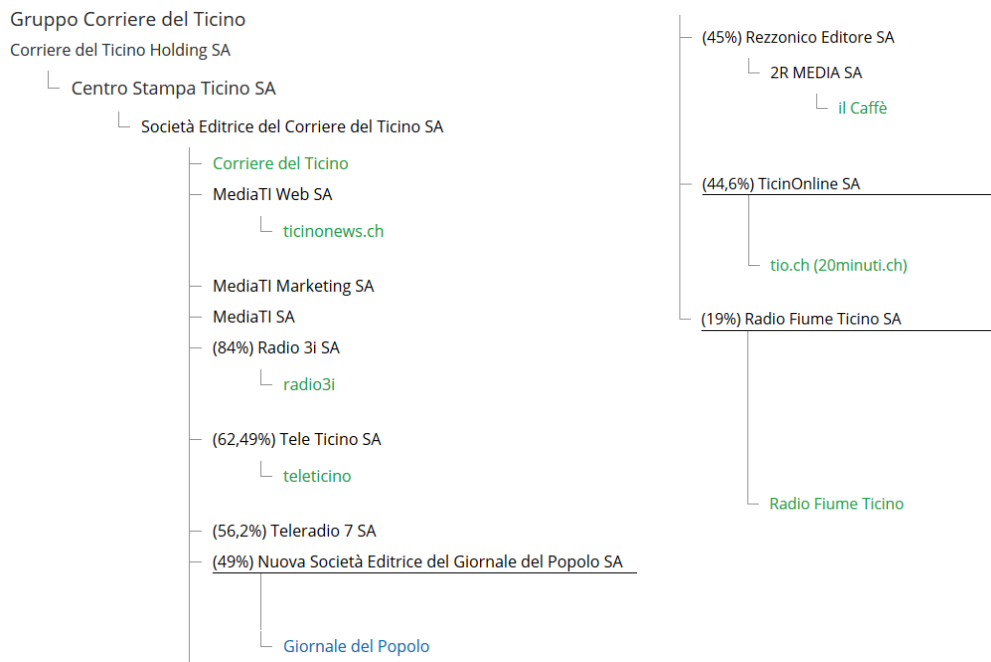 Gruppo Corriere del Ticino
Corriere del Ticino Holding SA
Centro Stampa Ticino SA
Società Editrice del Corriere del Ticino SA
Corriere del Ticino
MediaTI Web SA
ticinonews.ch
MediaTI Marketing SA
MediaTI SA
(84%) Radio 3i SA
radio3i
(62,49%) Tele Ticino SA
teleticino
(56,2%) Teleradio 7 SA
(49%) Nuova Società Editrice del Giornale del Popolo SA
Giornale del Popolo
(45%) Rezzonico Editore SA
2R MEDIA SA
il Caffè
(44,6%) TicinOnline SA
tio.ch (20minuti.ch)
(19%) Radio Fiume Ticino SA
Radio Fiume Ticino